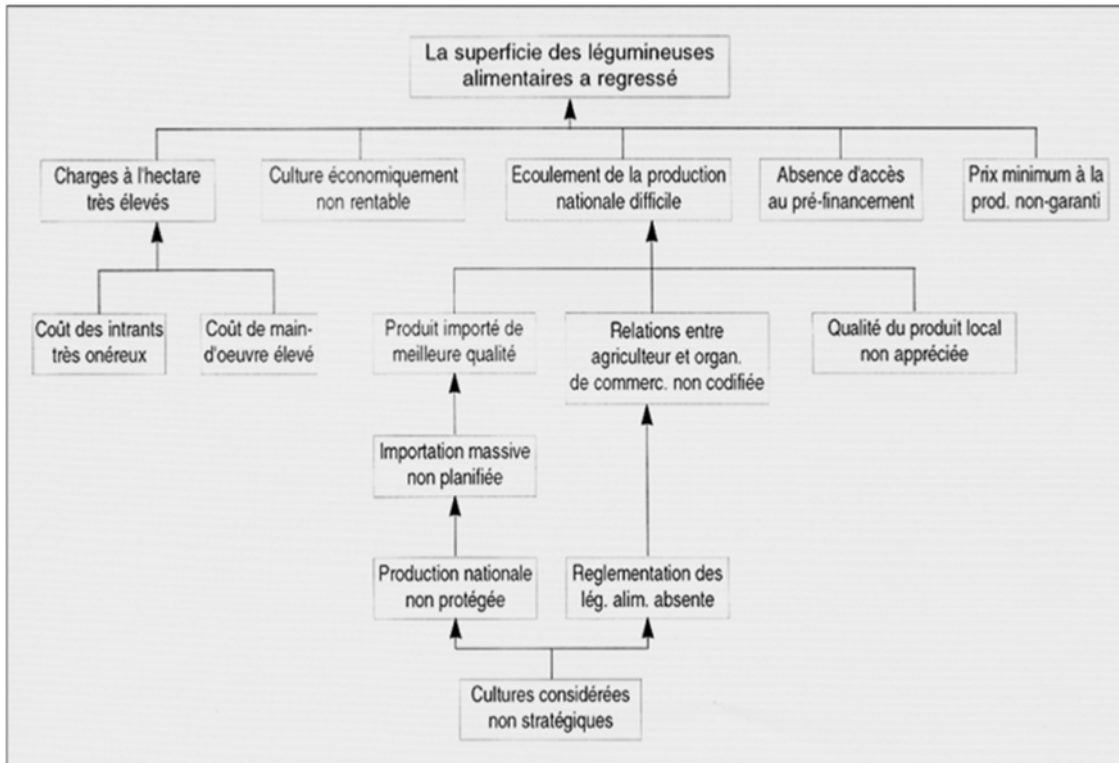 La superficie des légumineuses
alimentaires a regressé
Charges à l'hectare
très élevés
Culture économiquement
non rentable
Ecoulement de la production
nationale difficile
Absence d'accès
au pré-financement
Prix minimum à la
prod. non-garanti
Coût des intrants
très onéreux
Coût de main-
d'oeuvre élevé
Produit importé de
meilleure qualité
Relations entre
agriculteur et organ.
de commerc. non codifiée
Qualité du produit local
non appréciée
Importation massive
non planifiée
Production nationale
non protégée
Reglementation des
lég. alim. absente
Cultures considérées
non stratégiques